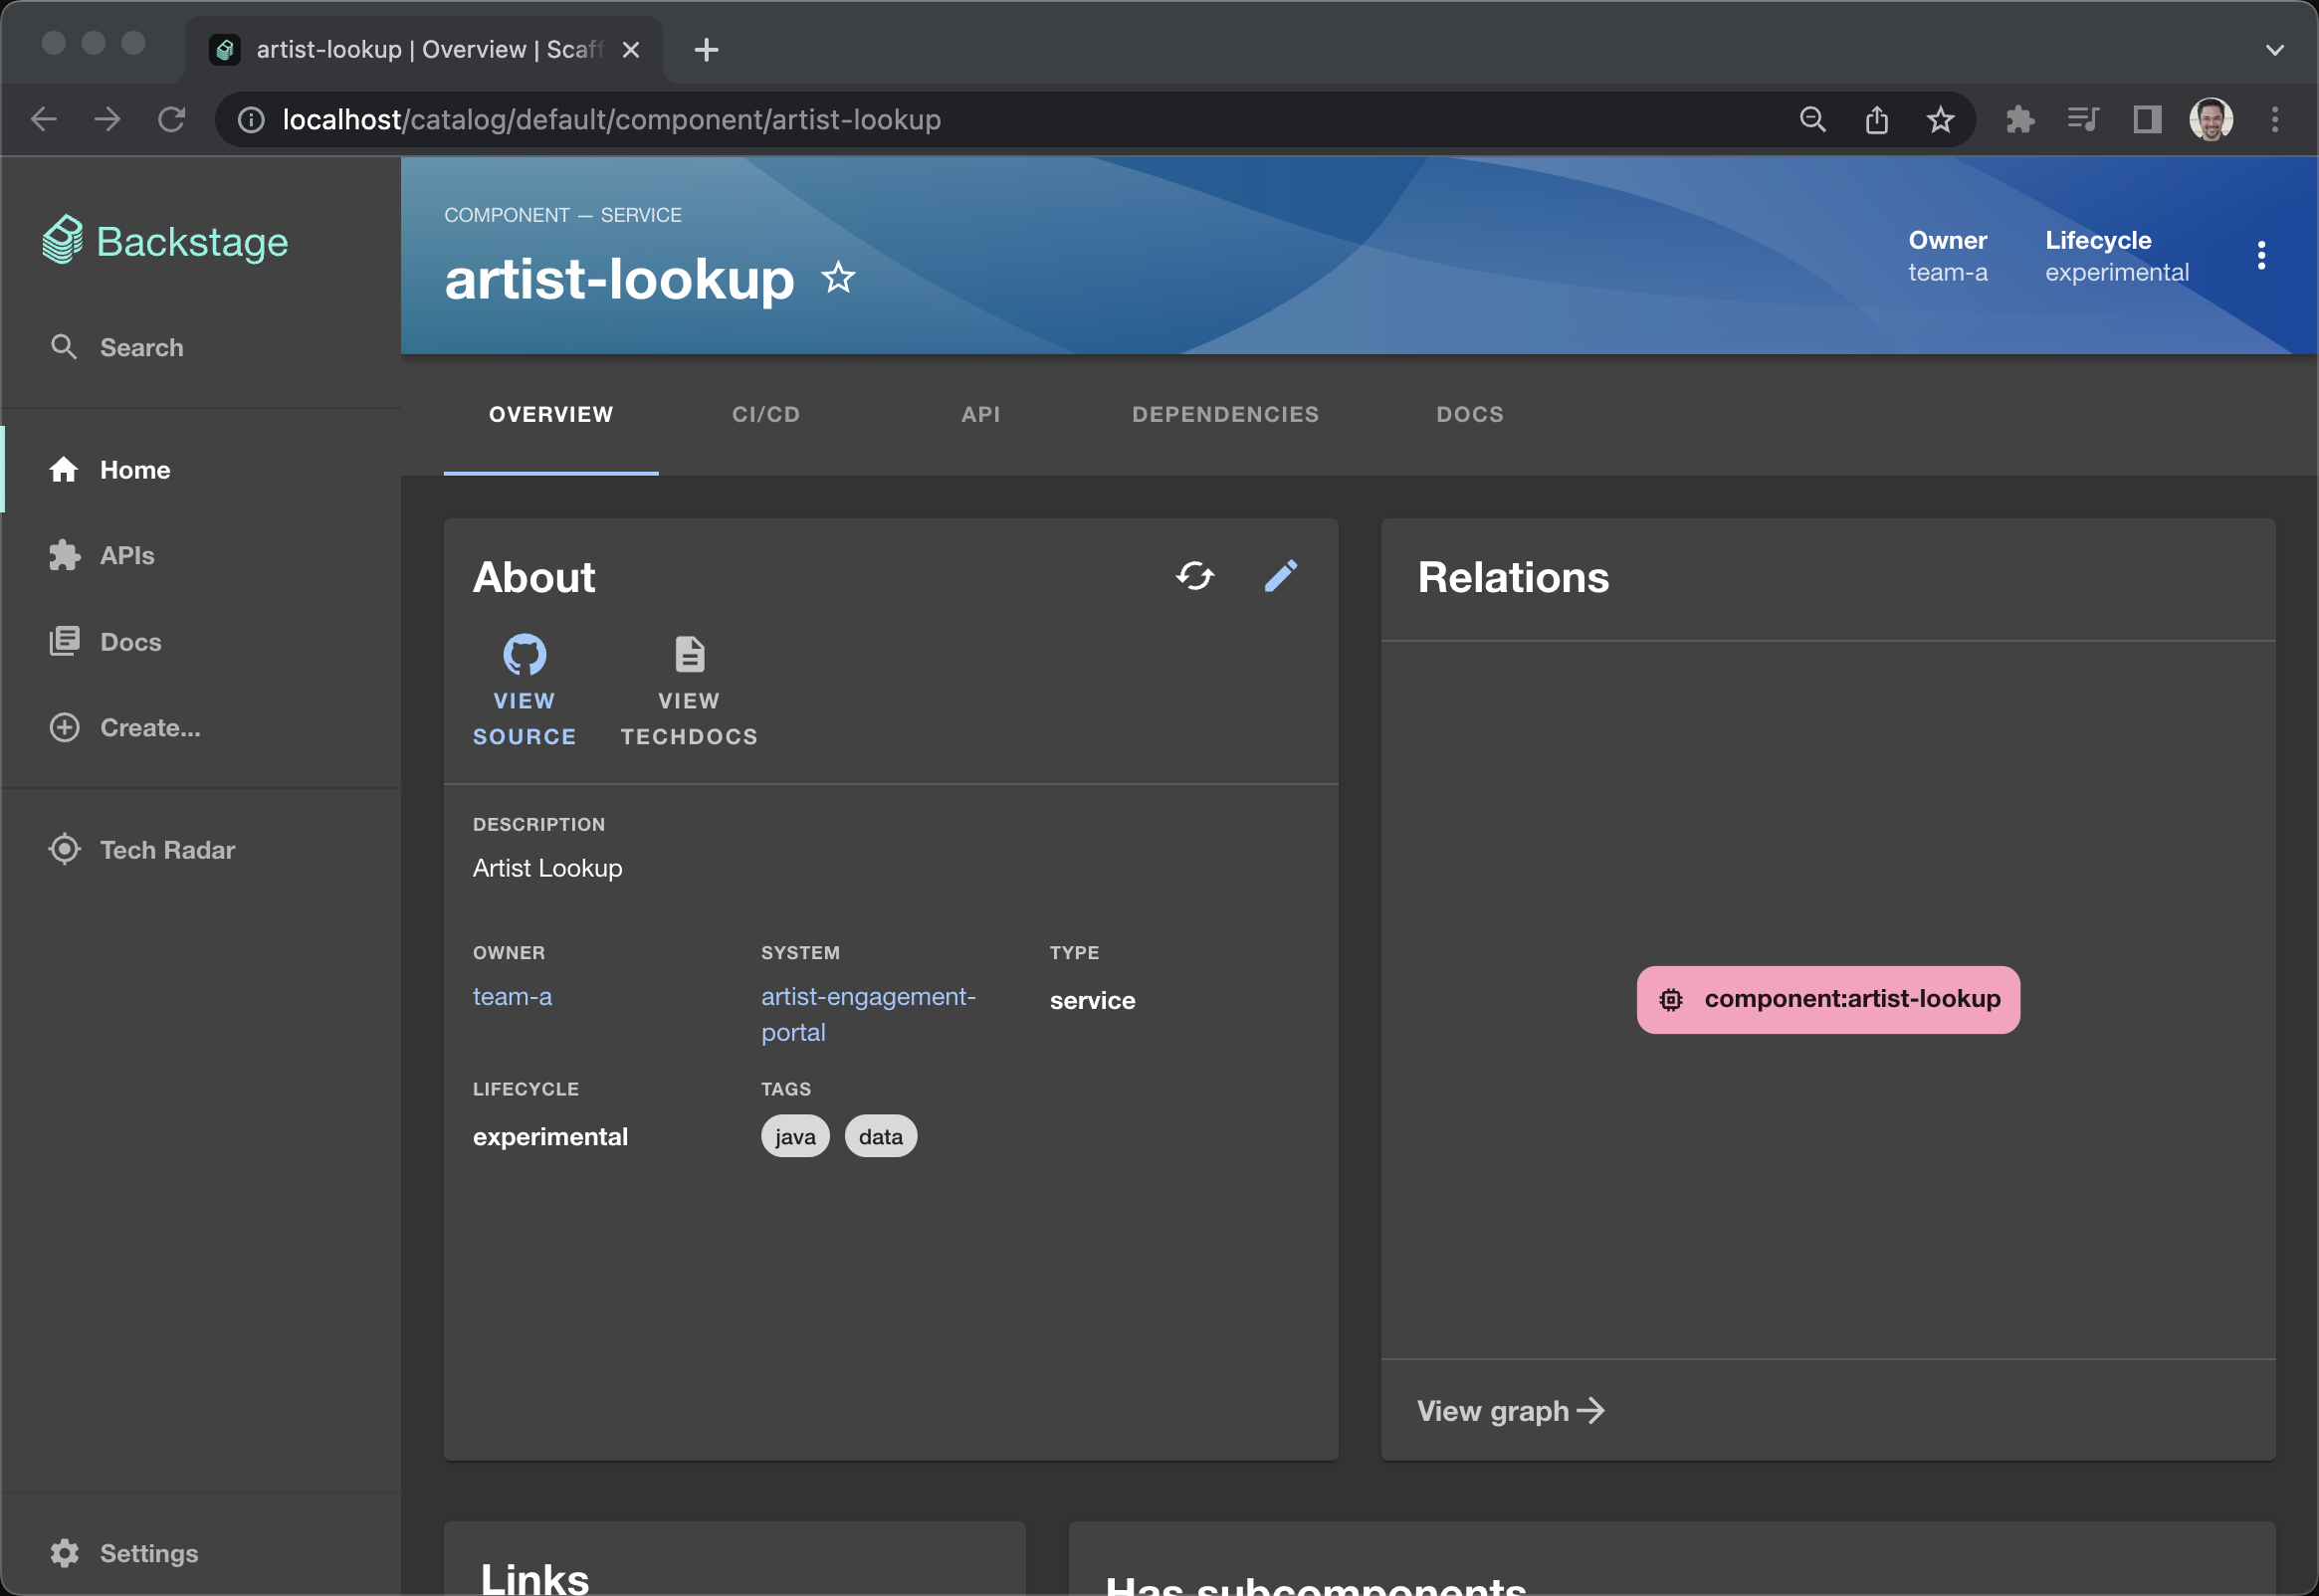 artist-lookup | Overview | Scaff
localhost/catalog/default/component/artist-lookup
Backstage
Search
Home
APIs
Docs
Create...
Tech Radar
Settings
COMPONENT — SERVICE
artist-lookup
Owner
team-a
Lifecycle
experimental
OVERVIEW
CI/CD
API
DEPENDENCIES
DOCS
About
VIEW
SOURCE
VIEW
TECHDOCS
DESCRIPTION
Artist Lookup
OWNER
team-a
SYSTEM
artist-engagement-
portal
TYPE
service
LIFECYCLE
experimental
TAGS
java
data
Relations
component:artist-lookup
View graph
Links
Has subcomponents